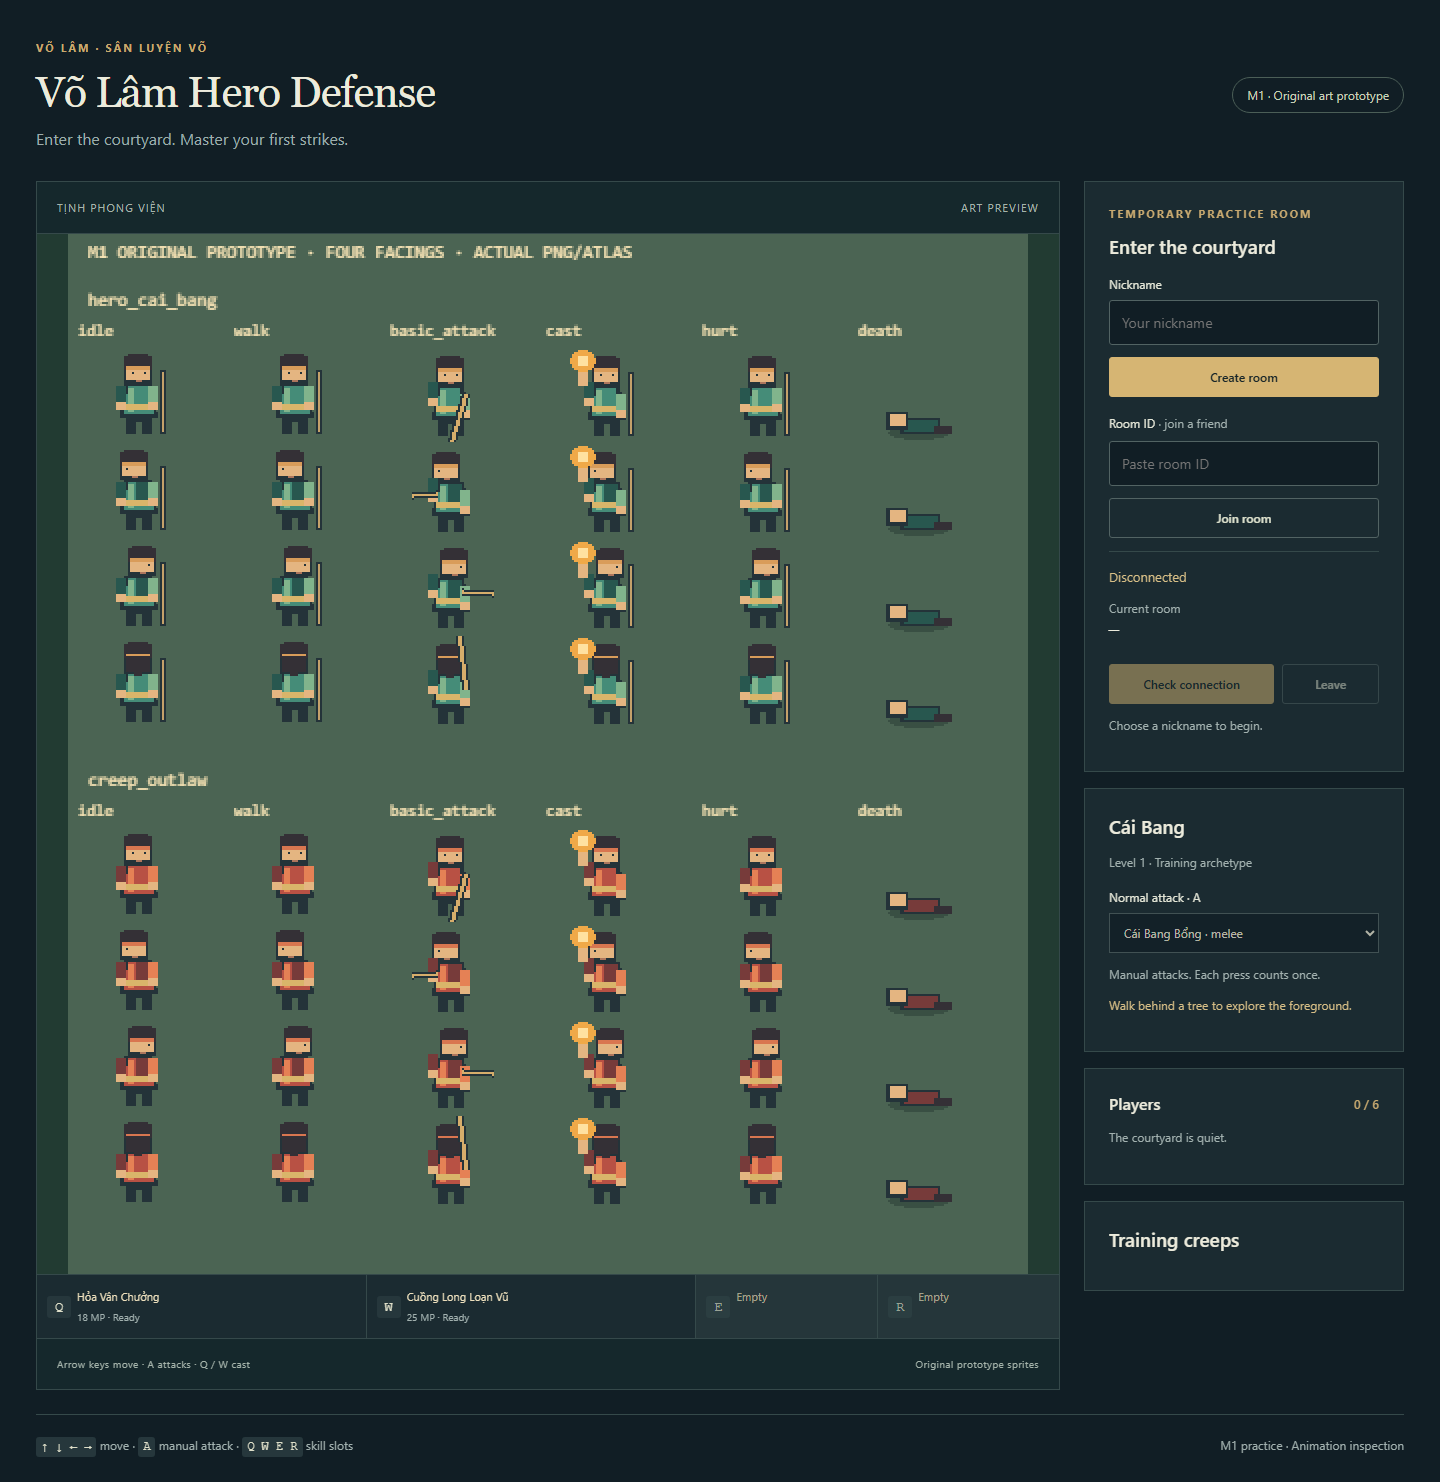 VÕ LÂM · SÂN LUYỆN VÕ
Võ Lâm Hero Defense
Enter the courtyard. Master your first strikes.
M1 · Original art prototype
TỊNH PHONG VIỆN
ART PREVIEW
M1 ORIGINAL PROTOTYPE · FOUR FACINGS · ACTUAL PNG/ATLAS
hero_cai_bang
idle walk basic_attack cast hurt death
creep_outlaw
idle walk basic_attack cast hurt death
Q Hỏa Vân Chưởng
18 MP · Ready
W Cuồng Long Loạn Vũ
25 MP · Ready
E Empty
R Empty
Arrow keys move · A attacks · Q / W cast
Original prototype sprites
TEMPORARY PRACTICE ROOM
Enter the courtyard
Nickname
Your nickname
Create room
Room ID · join a friend
Paste room ID
Join room
Disconnected
Current room
—
Check connection
Leave
Choose a nickname to begin.
Cái Bang
Level 1 · Training archetype
Normal attack · A
Cái Bang Bổng · melee
Manual attacks. Each press counts once.
Walk behind a tree to explore the foreground.
Players 0 / 6
The courtyard is quiet.
Training creeps
↑ ↓ ← → move · A manual attack · Q W E R skill slots
M1 practice · Animation inspection